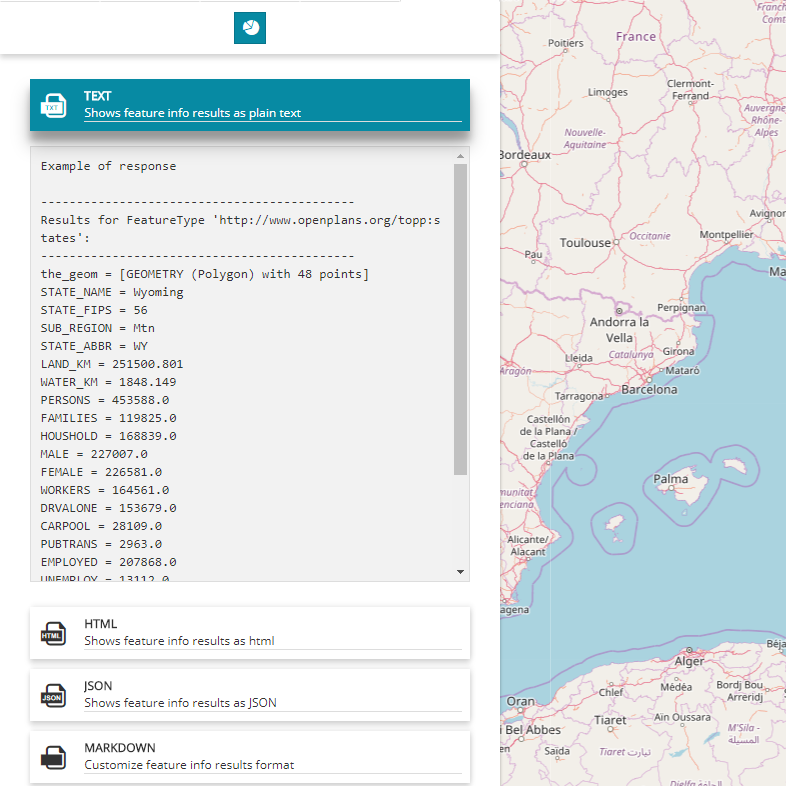 TXT
TEXT
Shows feature info results as plain text
Example of response
------------------------------------------
Results for FeatureType 'http://www.openplans.org/topp:s
tates':
------------------------------------------
the_geom = [GEOMETRY (Polygon) with 48 points]
STATE_NAME = Wyoming
STATE_FIPS = 56
SUB_REGION = Mtn
STATE_ABBR = WY
LAND_KM = 251500.801
WATER_KM = 1848.149
PERSONS = 453588.0
FAMILIES = 119825.0
HOUSHOLD = 168839.0
MALE = 227007.0
FEMALE = 226581.0
WORKERS = 164561.0
DRVALONE = 153679.0
CARPOOL = 28109.0
PUBTRANS = 2963.0
EMPLOYED = 207868.0
UNEMPLOY = 13112.0
HTML
HTML
Shows feature info results as html
JSON
JSON
Shows feature info results as JSON
MARKDOWN
Customize feature info results format
Franch
Comt
France
Poitiers
Limoges
Clermont-
Ferrand
Auvergne
Rhône-
Alpes
Nouvelle-
Aquitaine
Bordeaux
Avignon
Montpellier
Occitanie
Toulouse
Pau
Ma
Perpignan
Andorra la
Vella
Girona
Catalunya
Lleida
Aragón
Mataró
Barcelona
Tarragona
Castellón
de la Plana /
Castelló
de la Plana
Palma
munitat
enciana
Alicante/
Alacant
agena
Béja
Alger
Chlef
Médéa
Bordj Bou
Arreridj
Oran
i Bel Abbes
Tiaret
Ain Oussara
M'Sila -
المسيلة
en
Saïda
Tiaret تيارت
Djelfa الجلفة